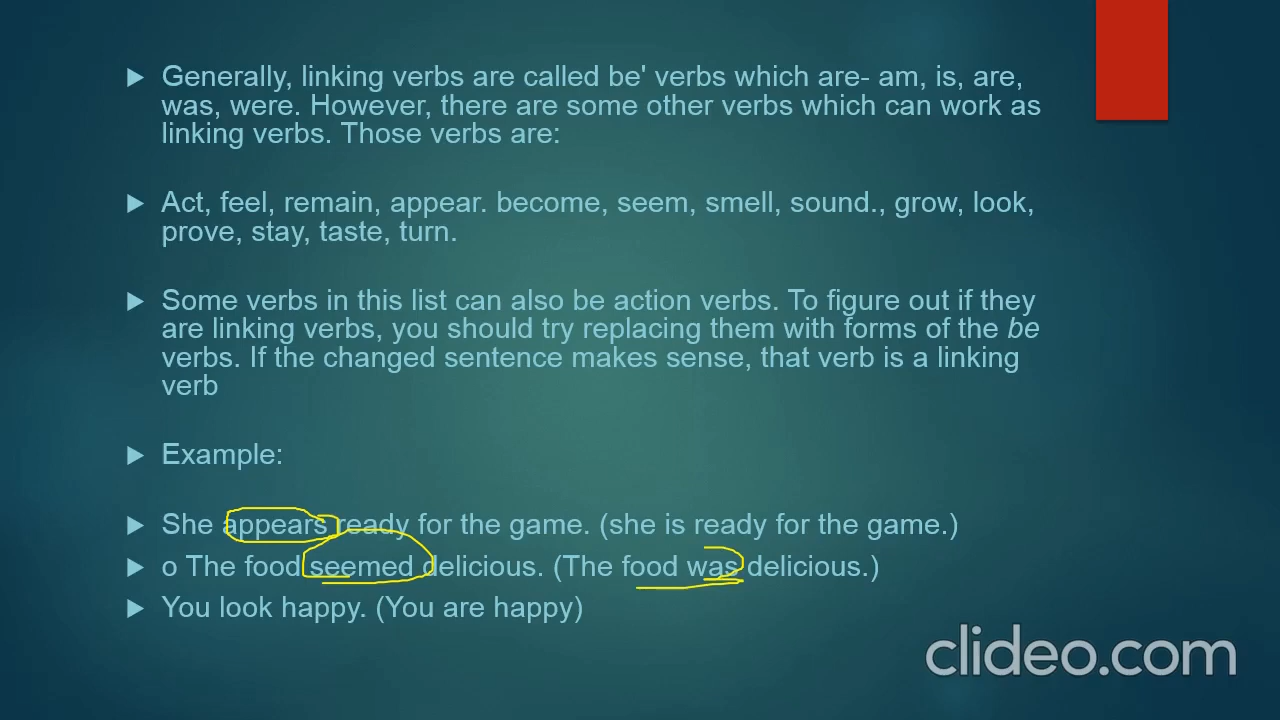 Generally, linking verbs are called be' verbs which are- am, is, are,
was, were. However, there are some other verbs which can work as
linking verbs. Those verbs are:
Act, feel, remain, appear. become, seem, smell, sound., grow, look,
prove, stay, taste, turn.
Some verbs in this list can also be action verbs. To figure out if they
are linking verbs, you should try replacing them with forms of the be
verbs. If the changed sentence makes sense, that verb is a linking
verb
Example:
She appears ready for the game. (she is ready for the game.)
o The food seemed delicious. (The food was delicious.)
You look happy. (You are happy)
clideo.com